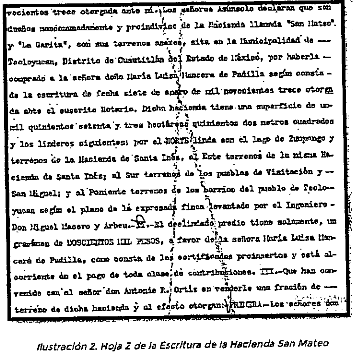 vecientos trece otorgada ante mí. Los señores Asúnsolo declaran que son
dueños mancomunadamente y proindiviso de la Hacienda llamada "San Mateo"
y "La Garita", con sus terrenos anexos, sita en la Municipalidad de
Teoloyucan, Distrito de Cuautitlán del Estado de México, por haberla
comprado a la señora doña María Luisa Mancera de Padilla según consta
de la escritura de fecha siete de enero de mil novecientos trece otorga
da ante el suscrito Notario. Dicha hacienda tiene una superficie de un
mil quinientos setenta y tres hectáreas quinientos dos metros cuadrados
y los linderos siguientes: por el NORTE linda con el lago de Zumpango y
terrenos de la Hacienda de Santa Inés, al Este terrenos de la misma Ha-
cienda de Santa Inés; al Sur terrenos de los pueblos de Visitación y
San Miguel; y al Poniente terrenos de los barrios del pueblo de Teolo-
yucan según el plano de la expresada finca levantado por el Ingeniero
Don Miguel Macero y Arbeu. II.- El deslindado predio tiene solamente, un
gravamen de DOSCIENTOS MIL PESOS, a favor de la señora María Luisa Man-
cera de Padilla, como consta de los certificados preinsertos y está al
corriente en el pago de toda clase de contribuciones. III.- Que han con-
venido con el señor don Antonio R. Ortiz en venderle una fracción de
terreno de dicha hacienda y al efecto otorgan: PRIMERA.- Los señores don
Ilustración 2. Hoja 2 de la Escritura de la Hacienda San Mateo